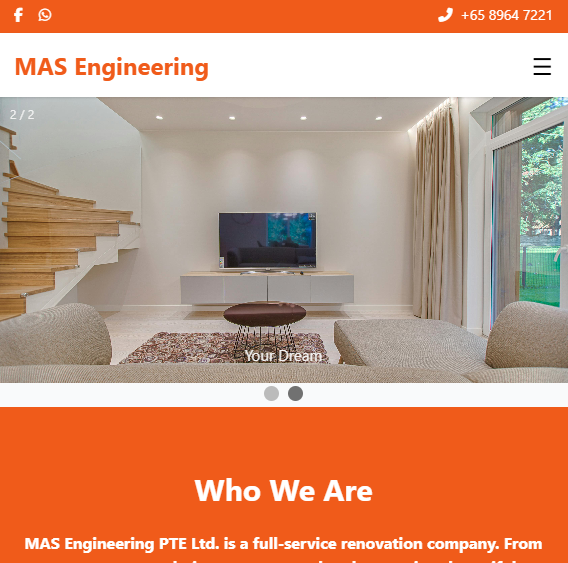 +65 8964 7221
MAS Engineering
2 / 2
Your Dream
Who We Are
MAS Engineering PTE Ltd. is a full-service renovation company. From